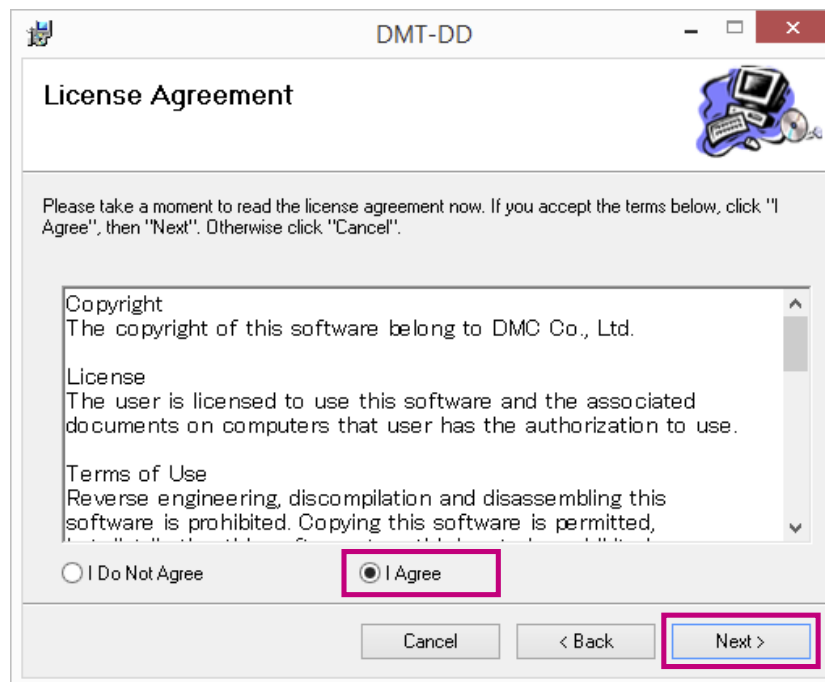 DMT-DD
License Agreement
Please take a moment to read the license agreement now. If you accept the terms below, click "I
Agree", then "Next". Otherwise click "Cancel".
Copyright
The copyright of this software belong to DMC Co., Ltd.
License
The user is licensed to use this software and the associated
documents on computers that user has the authorization to use.
Terms of Use
Reverse engineering, discompilation and disassembling this
software is prohibited. Copying this software is permitted,
I Do Not Agree
I Agree
Cancel
< Back
Next >